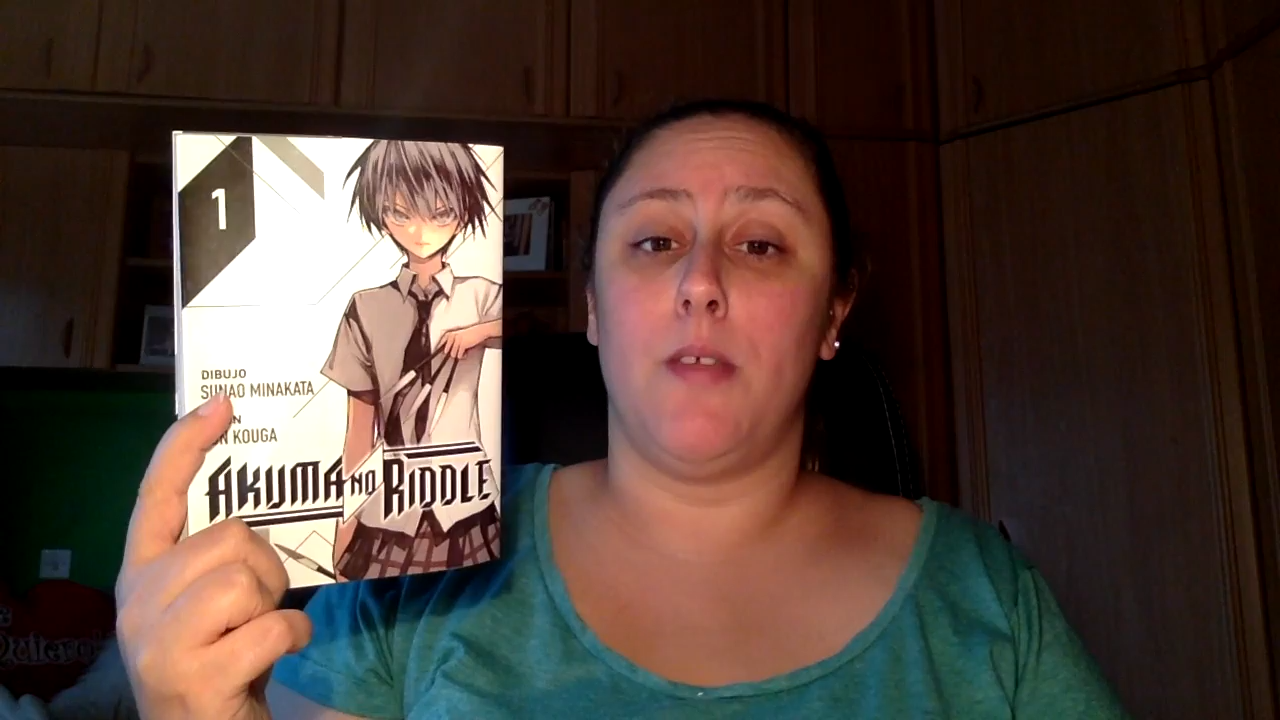 1
DIBUJO
SUNAO MINAKATA
KOUGA
AKUMA NO RIDDLE